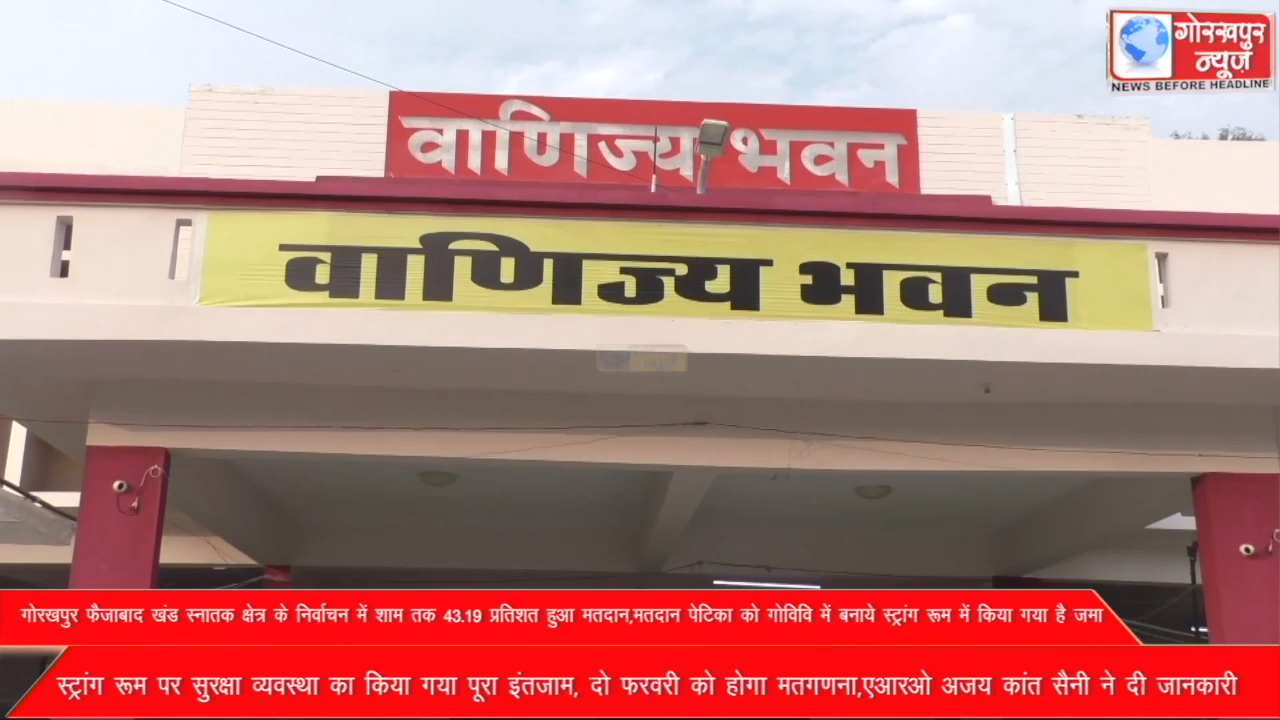 गोरखपुर
न्यूज़
NEWS BEFORE HEADLINE
वाणिज्य भवन
वाणिज्य भवन
गोरखपुर फैजाबाद खंड स्नातक क्षेत्र के निर्वाचन में शाम तक 43.19 प्रतिशत हुआ मतदान,मतदान पेटिका को गोविवि में बनाये स्ट्रांग रूम में किया गया है जमा
स्ट्रांग रूम पर सुरक्षा व्यवस्था का किया गया पूरा इंतजाम, दो फरवरी को होगा मतगणना,एआरओ अजय कांत सैनी ने दी जानकारी